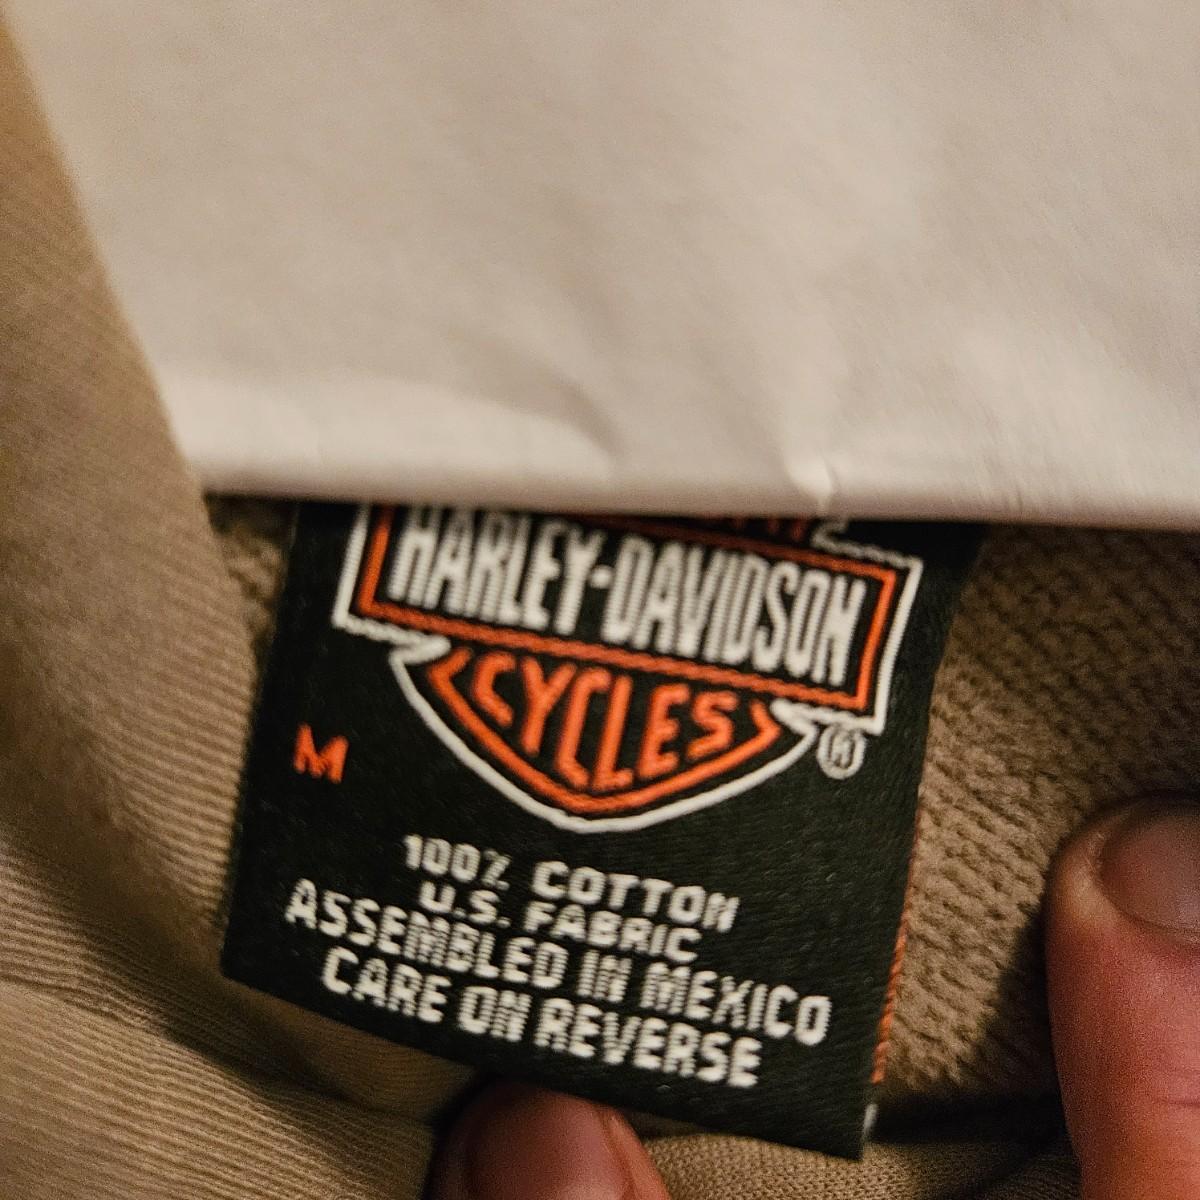 HARLEY-DAVIDSON
CYCLES
®
M
100% COTTON
U.S. FABRIC
ASSEMBLED IN MEXICO
CARE ON REVERSE